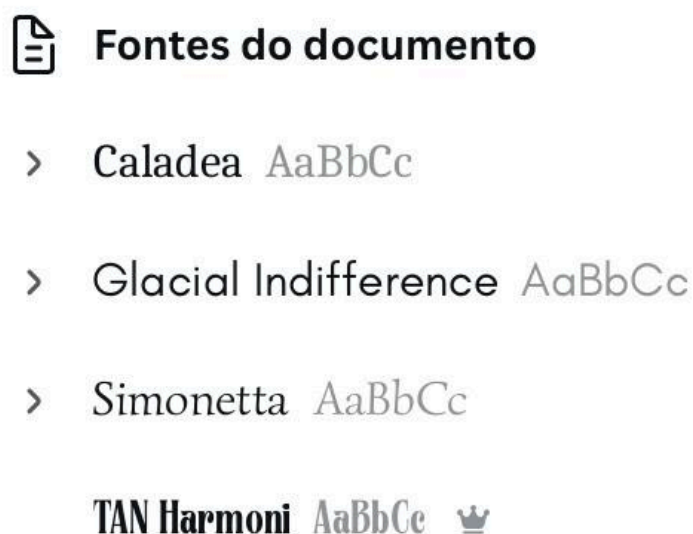 Fontes do documento
Caladea AaBbCc
Glacial Indifference AaBbCc
Simonetta AaBbCc
TAN Harmoni AaBbCc